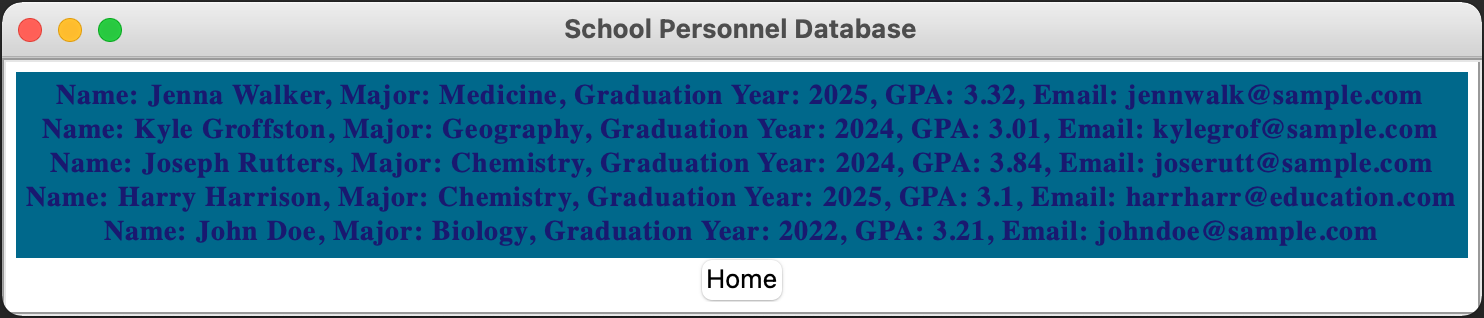 School Personnel Database
Name: Jenna Walker, Major: Medicine, Graduation Year: 2025, GPA: 3.32, Email: jennwalk@sample.com
Name: Kyle Groffston, Major: Geography, Graduation Year: 2024, GPA: 3.01, Email: kylegrof@sample.com
Name: Joseph Rutters, Major: Chemistry, Graduation Year: 2024, GPA: 3.84, Email: joserutt@sample.com
Name: Harry Harrison, Major: Chemistry, Graduation Year: 2025, GPA: 3.1, Email: harrharr@education.com
Name: John Doe, Major: Biology, Graduation Year: 2022, GPA: 3.21, Email: johndoe@sample.com
Home